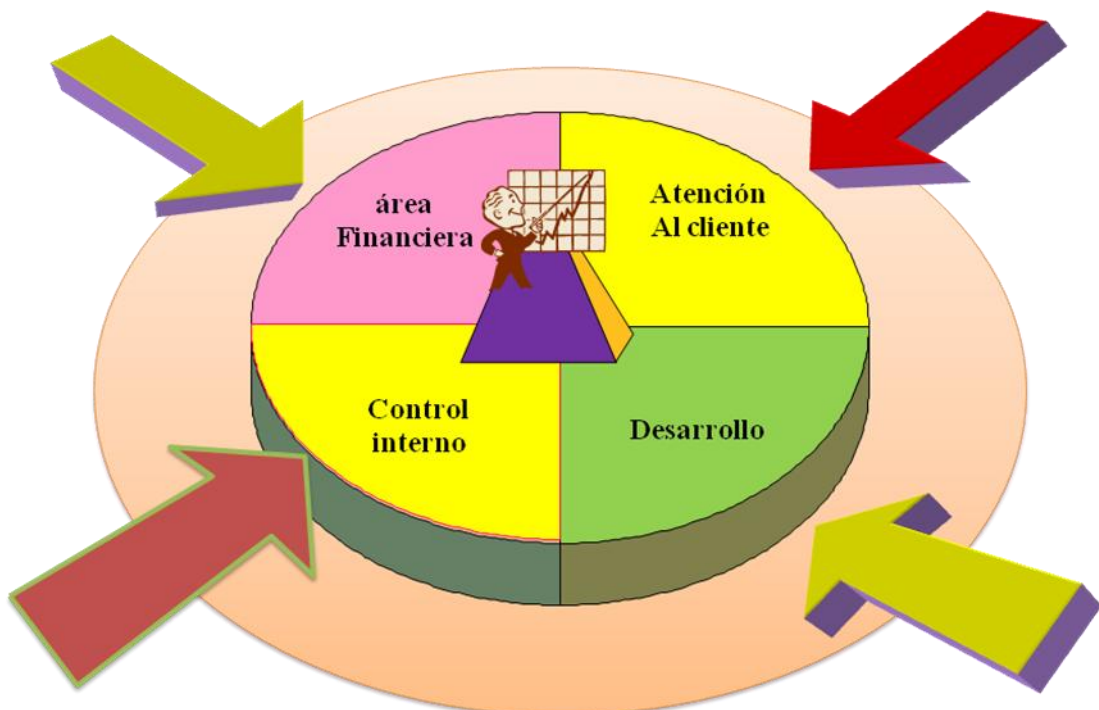 área
Financiera
Atención
Al cliente
Control
interno
Desarrollo